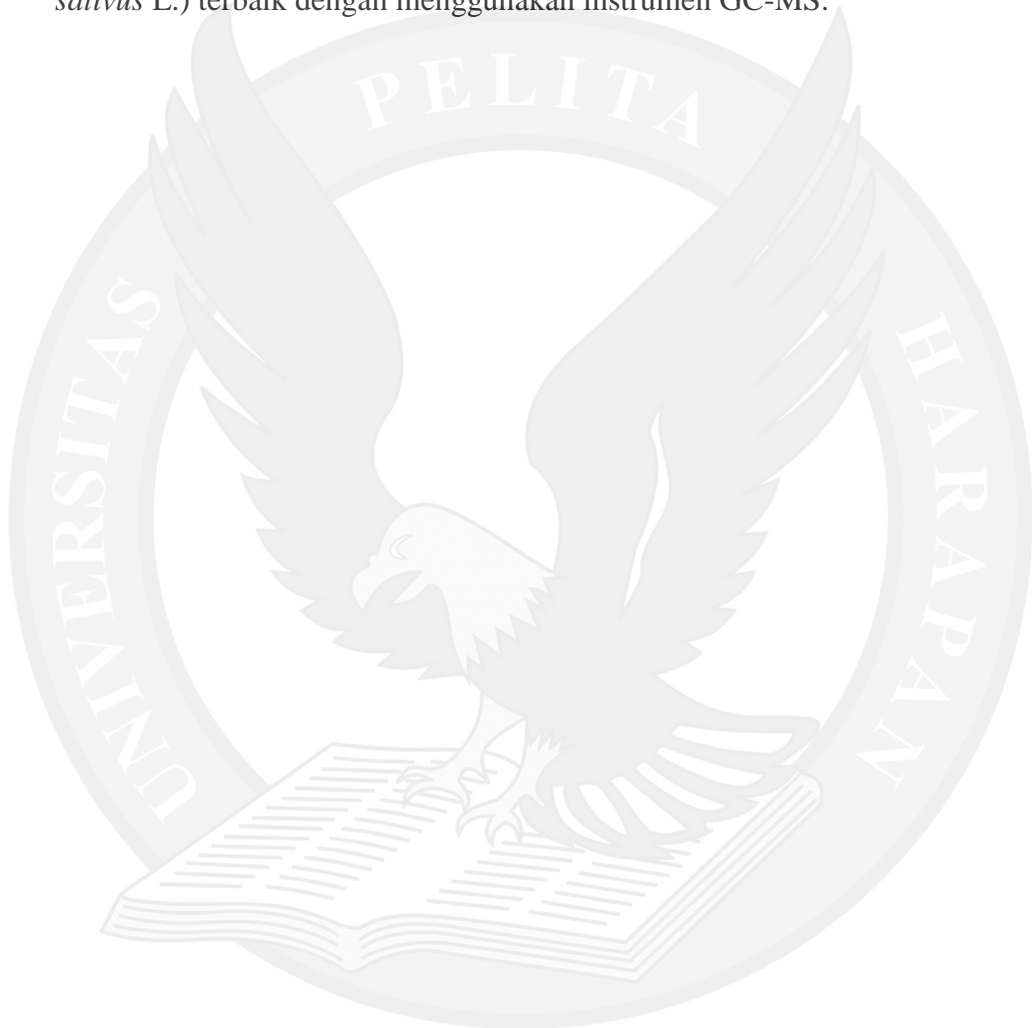 sativus L.) terbaik dengan menggunakan instrumen GC-MS.
UNIVERSITAS PELITA HARAPAN